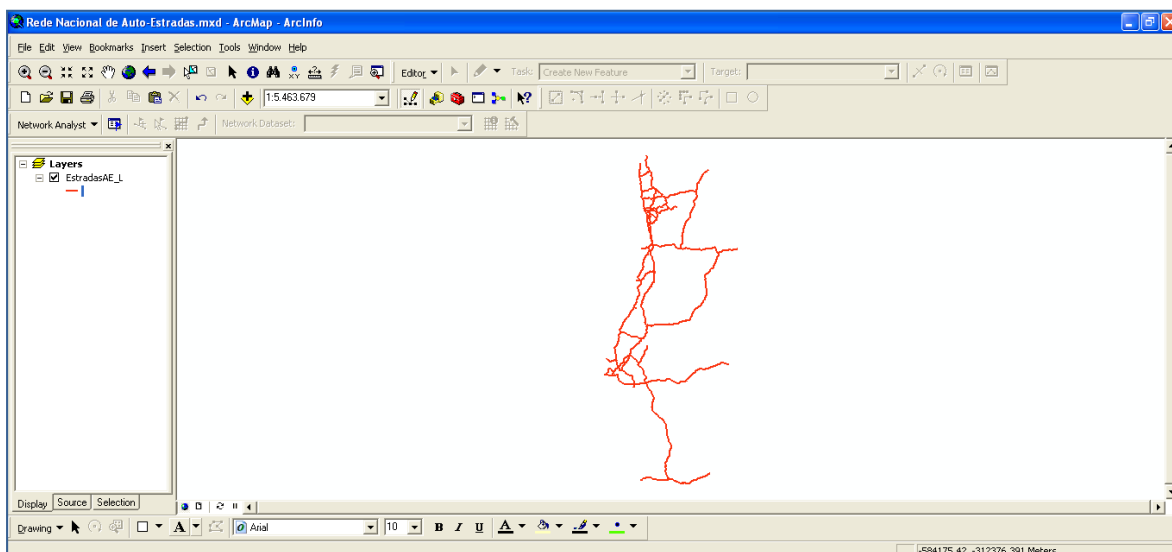 Rede Nacional de Auto-Estradas.mxd - ArcMap - ArcInfo
File Edit View Bookmarks Insert Selection Tools Window Help
Editor Task: Create New Feature Target:
1:5.463.679
Network Analyst Network Dataset:
Layers
EstradasAE_L
Display Source Selection
Drawing A Arial 10 B I U A
-584175,42 -312376,391 Meters